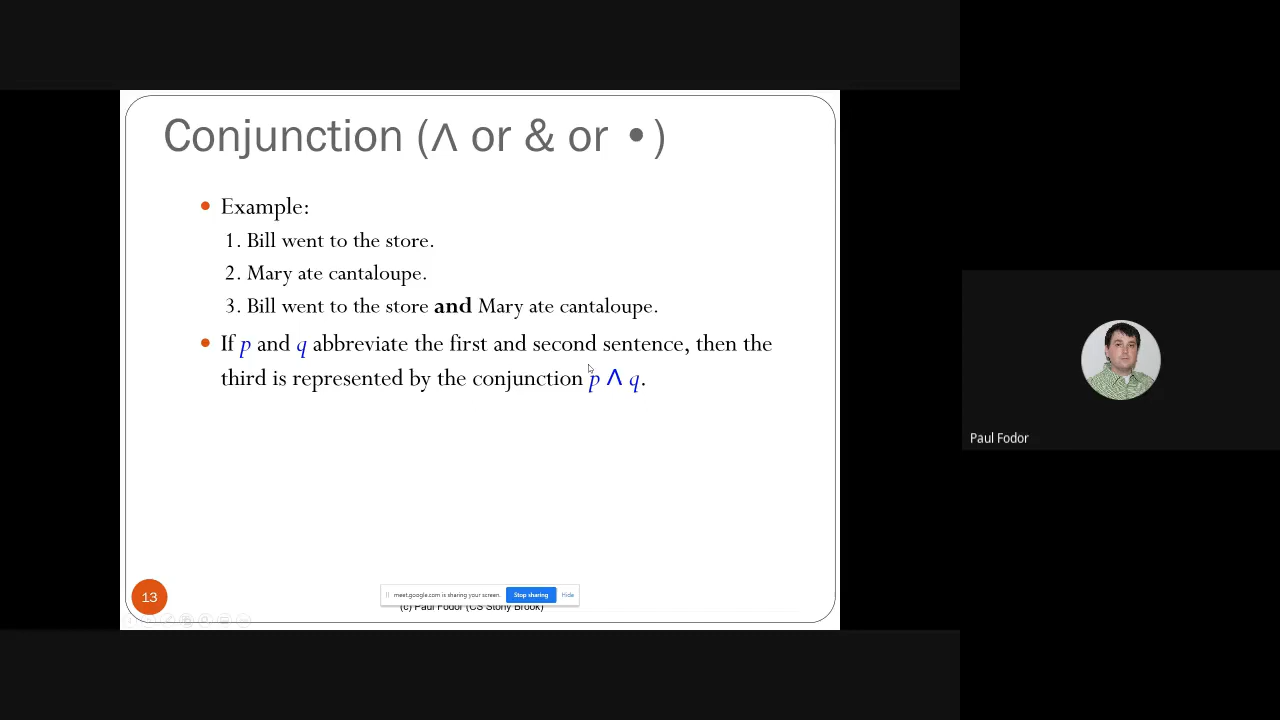 Conjunction (∧ or & or •)
• Example:
1. Bill went to the store.
2. Mary ate cantaloupe.
3. Bill went to the store and Mary ate cantaloupe.
• If p and q abbreviate the first and second sentence, then the
third is represented by the conjunction p ∧ q.
Paul Fodor
13
meet.google.com is sharing your screen. Stop sharing Hide
(c) Paul Fodor (CS Stony Brook)